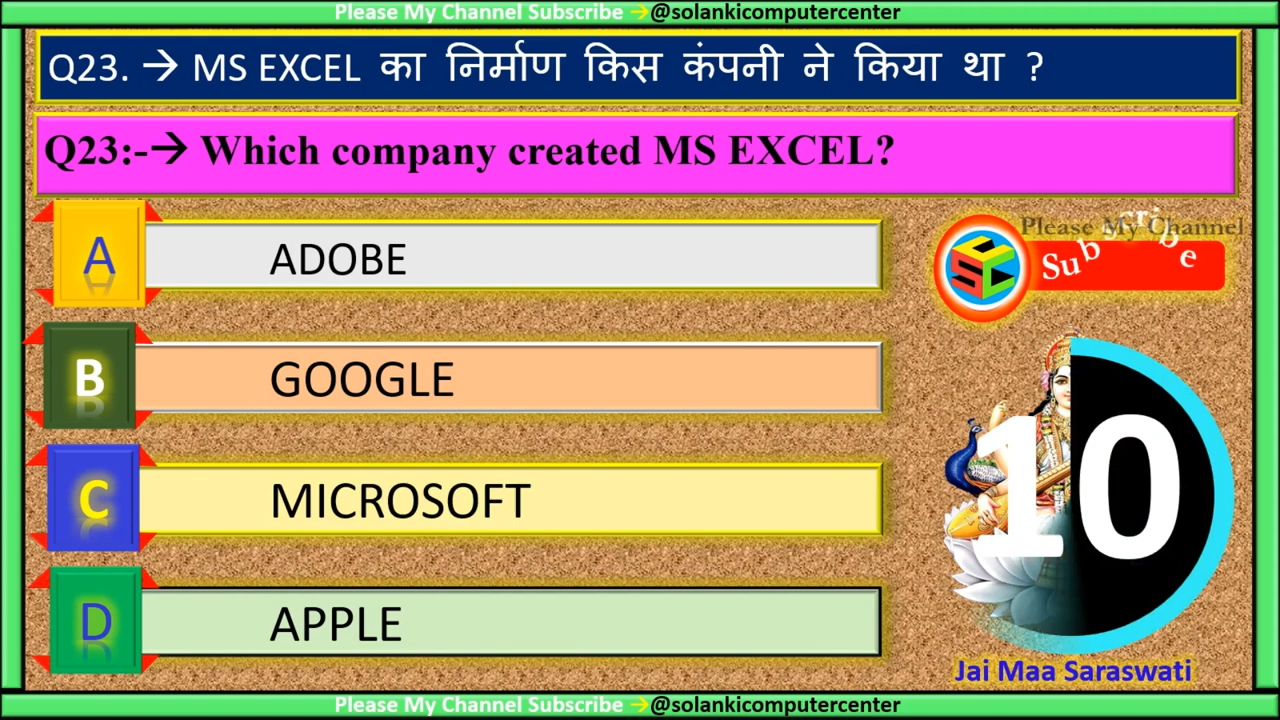 Please My Channel Subscribe →@solankicomputercenter
Q23. → MS EXCEL का निर्माण किस कंपनी ने किया था ?
Q23:-→ Which company created MS EXCEL?
A ADOBE
Please My Channel
Subscribe
SCC
B GOOGLE
10
C MICROSOFT
D APPLE
Jai Maa Saraswati
Please My Channel Subscribe →@solankicomputercenter